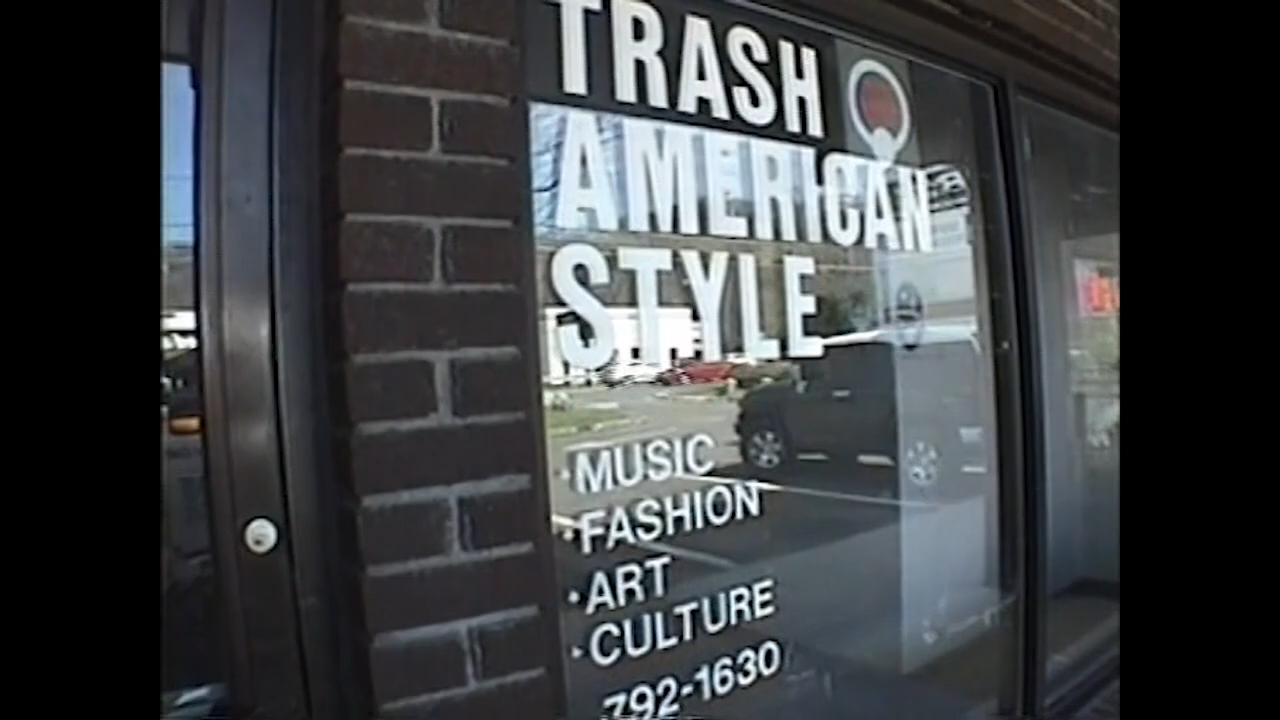 TRASH
AMERICAN
STYLE
·MUSIC
·FASHION
·ART
·CULTURE
792-1630